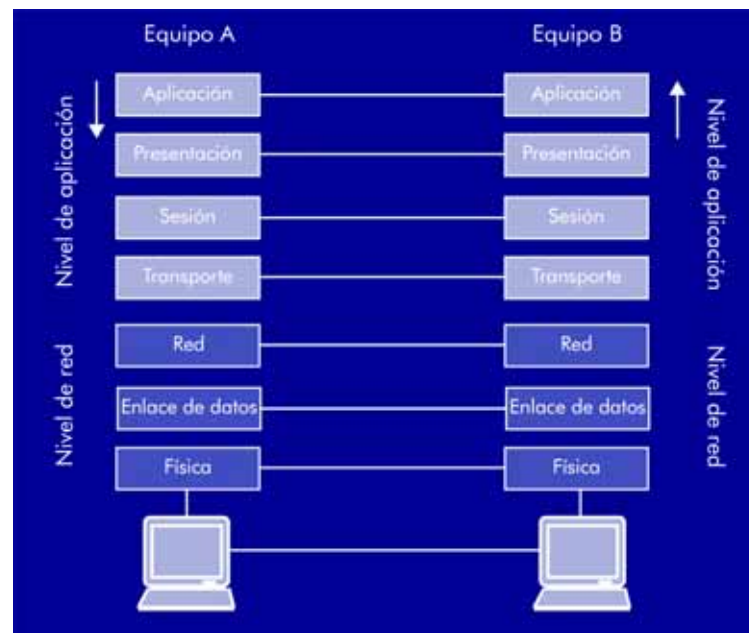 Equipo A
Equipo B
Nivel de aplicación
Aplicación
Aplicación
Presentación
Presentación
Sesión
Sesión
Transporte
Transporte
Nivel de aplicación
Nivel de red
Red
Red
Enlace de datos
Enlace de datos
Física
Física
Nivel de red